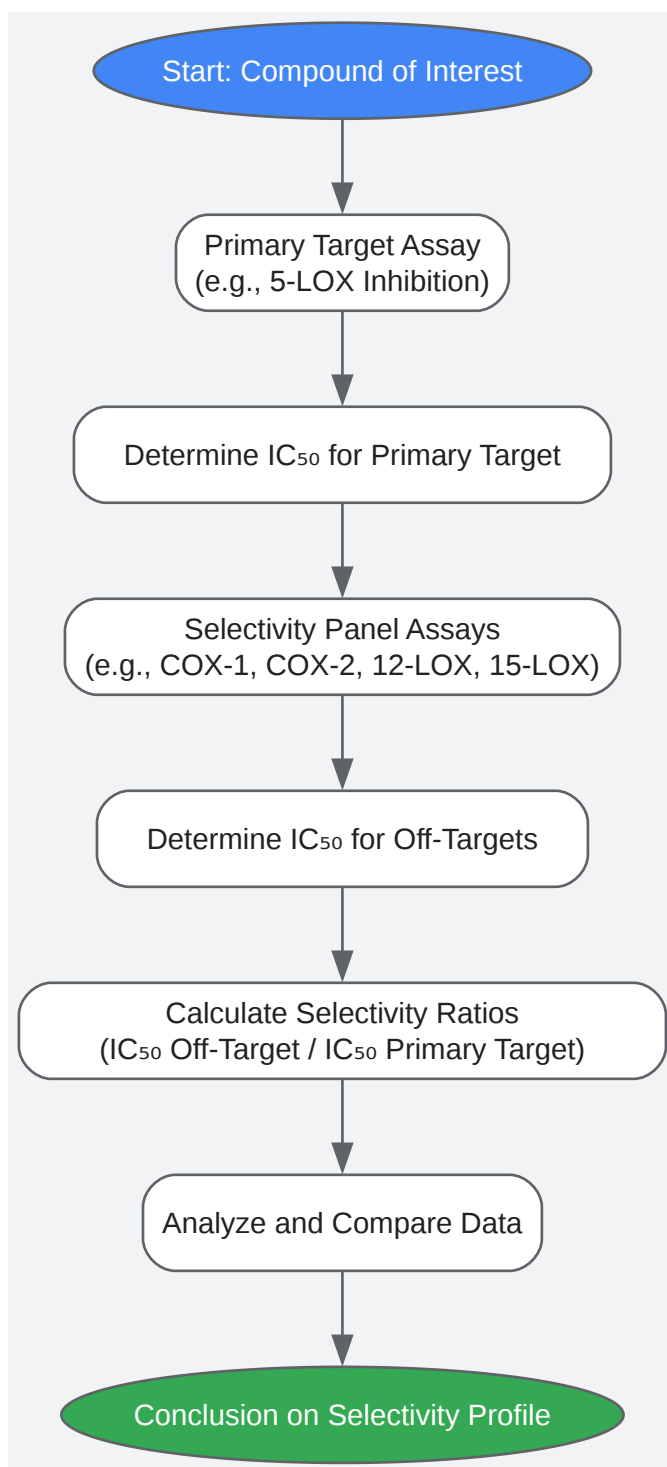 Start: Compound of Interest
Primary Target Assay
(e.g., 5-LOX Inhibition)
Determine IC₅₀ for Primary Target
Selectivity Panel Assays
(e.g., COX-1, COX-2, 12-LOX, 15-LOX)
Determine IC₅₀ for Off-Targets
Calculate Selectivity Ratios
(IC₅₀ Off-Target / IC₅₀ Primary Target)
Analyze and Compare Data
Conclusion on Selectivity Profile